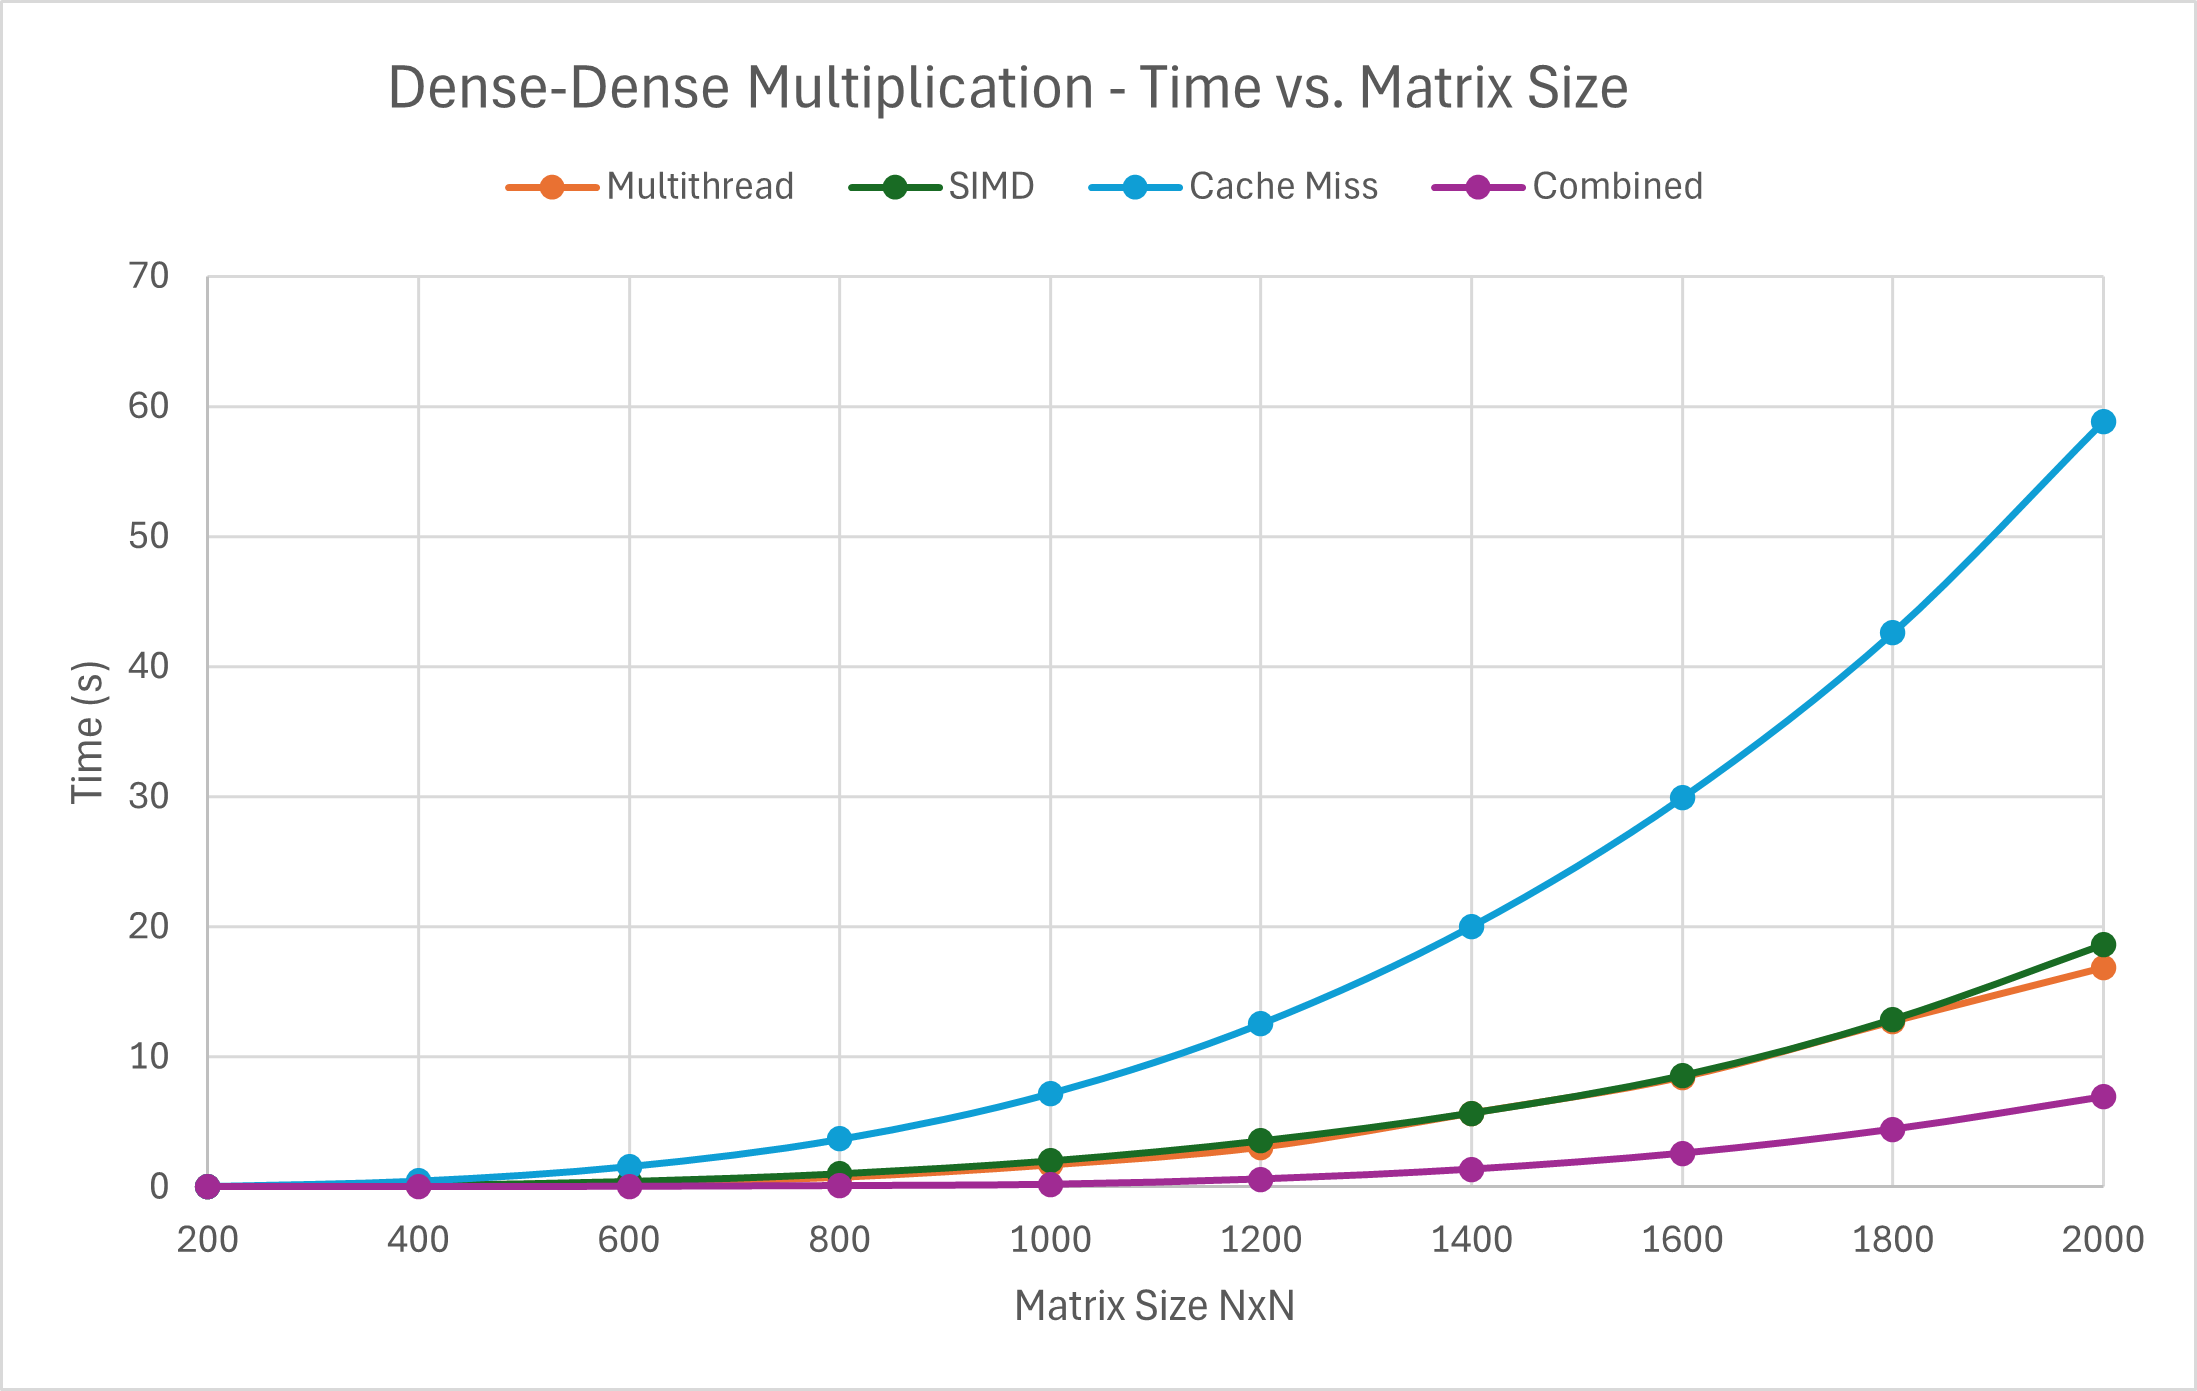 Dense-Dense Multiplication - Time vs. Matrix Size
Multithread SIMD Cache Miss Combined
70
60
50
40
30
20
10
0
Time (s)
200 400 600 800 1000 1200 1400 1600 1800 2000
Matrix Size NxN